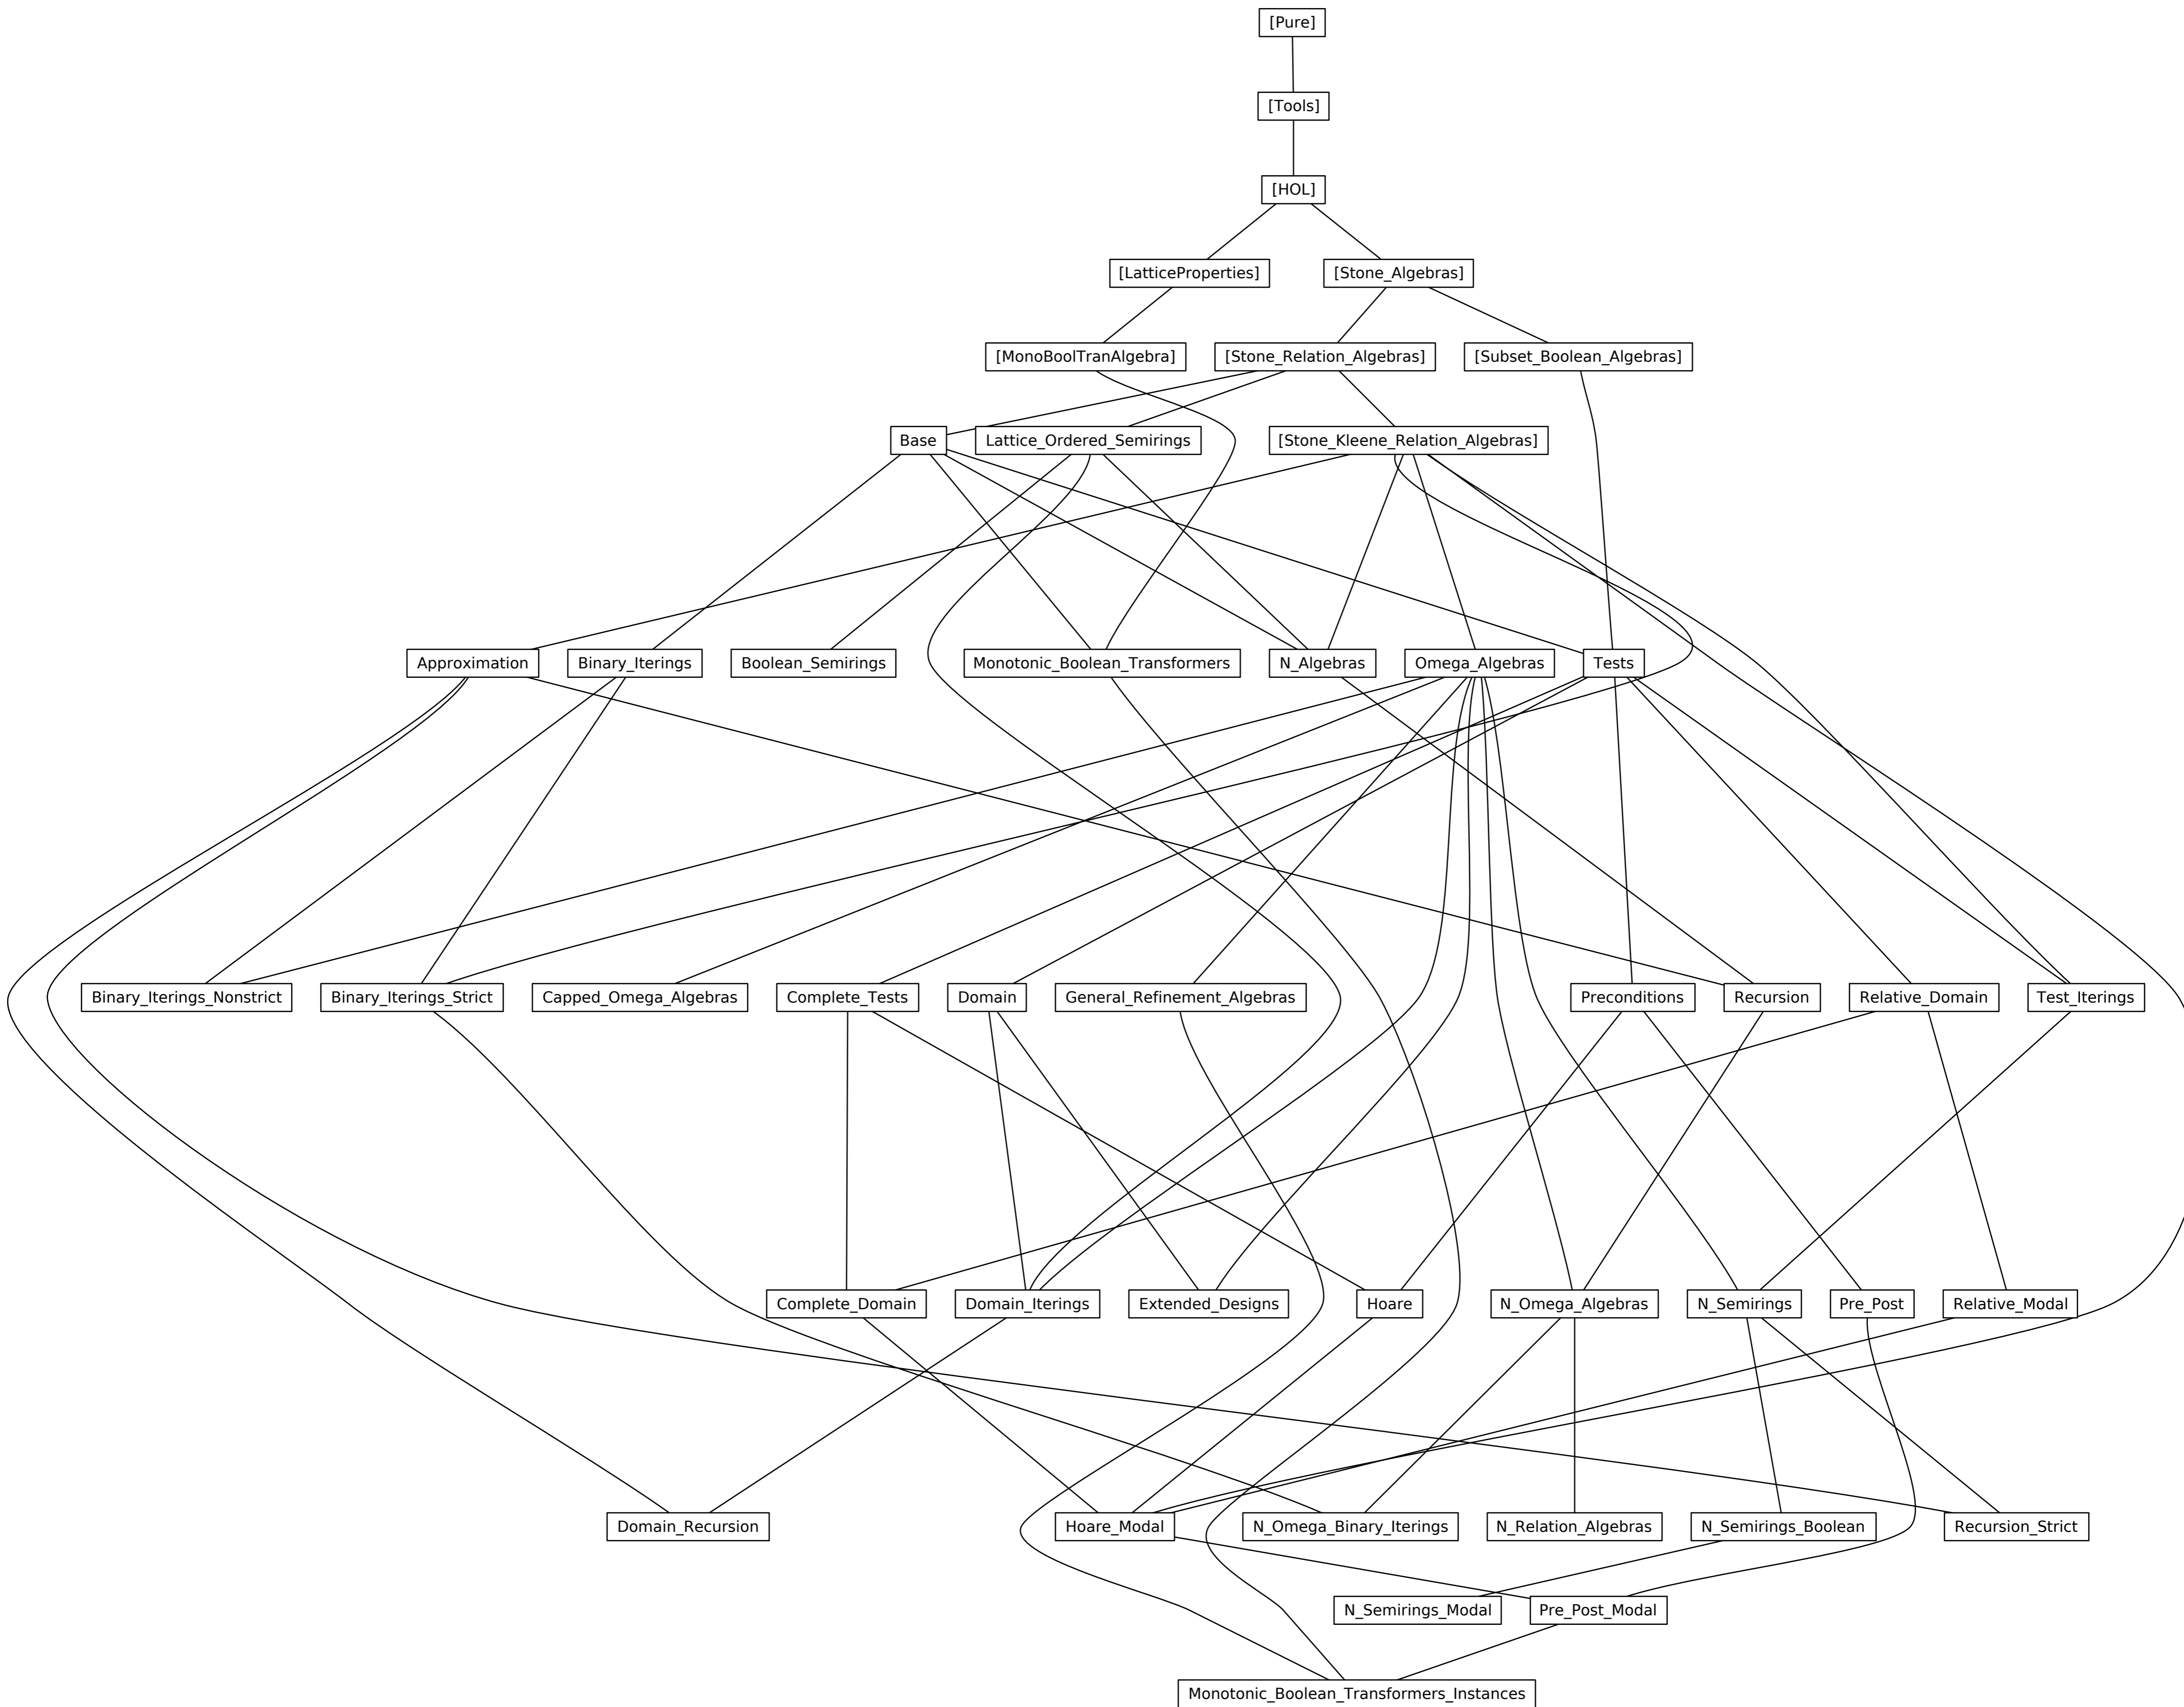 [Pure]
[Tools]
[HOL]
[LatticeProperties]
[Stone_Algebras]
[MonoBoolTranAlgebra]
[Stone_Relation_Algebras]
[Subset_Boolean_Algebras]
Base
Lattice_Ordered_Semirings
[Stone_Kleene_Relation_Algebras]
Approximation
Binary_Iterings
Boolean_Semirings
Monotonic_Boolean_Transformers
N_Algebras
Omega_Algebras
Tests
Binary_Iterings_Nonstrict
Binary_Iterings_Strict
Capped_Omega_Algebras
Complete_Tests
Domain
General_Refinement_Algebras
Preconditions
Recursion
Relative_Domain
Test_Iterings
Complete_Domain
Domain_Iterings
Extended_Designs
Hoare
N_Omega_Algebras
N_Semirings
Pre_Post
Relative_Modal
Domain_Recursion
Hoare_Modal
N_Omega_Binary_Iterings
N_Relation_Algebras
N_Semirings_Boolean
Recursion_Strict
N_Semirings_Modal
Pre_Post_Modal
Monotonic_Boolean_Transformers_Instances